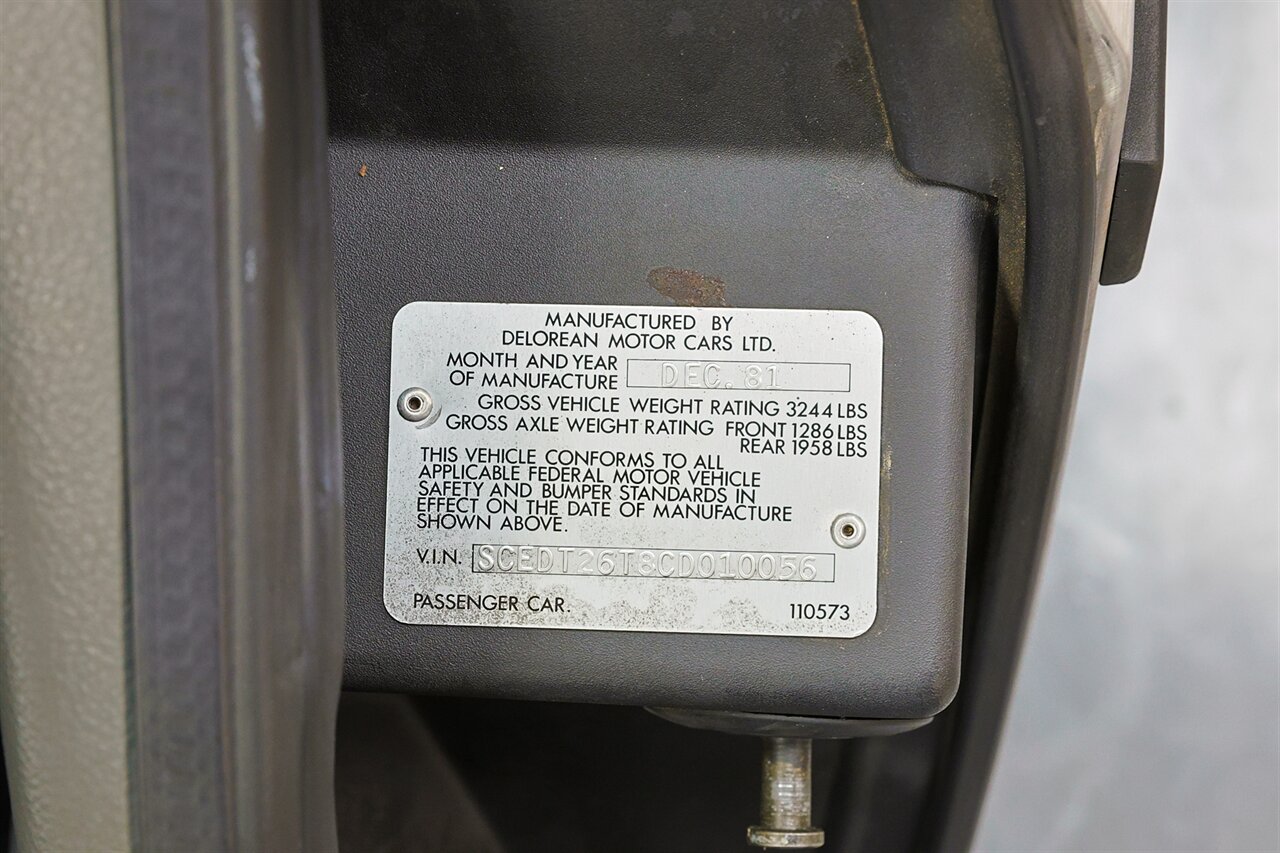 MANUFACTURED BY
DELOREAN MOTOR CARS LTD.
MONTH AND YEAR
OF MANUFACTURE DEC. 81
GROSS VEHICLE WEIGHT RATING 3244 LBS
GROSS AXLE WEIGHT RATING FRONT 1286 LBS
REAR 1958 LBS
THIS VEHICLE CONFORMS TO ALL
APPLICABLE FEDERAL MOTOR VEHICLE
SAFETY AND BUMPER STANDARDS IN
EFFECT ON THE DATE OF MANUFACTURE
SHOWN ABOVE.
V.I.N. SCEDT26T8CD010056
PASSENGER CAR. 110573